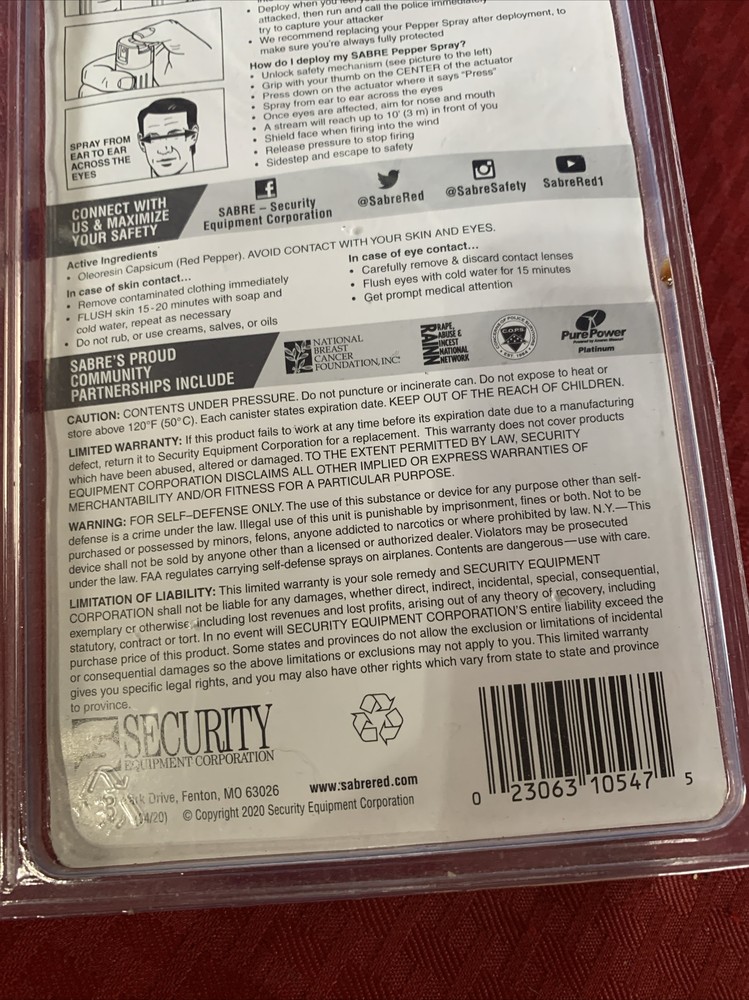 Deploy when you feel
attacked, then run and call the police immediately
try to capture your attacker
• We recommend replacing your Pepper Spray after deployment, to
make sure you're always fully protected
How do I deploy my SABRE Pepper Spray?
• Unlock safety mechanism (see picture to the left)
• Grip with your thumb on the CENTER of the actuator
• Press down on the actuator where it says "Press"
• Spray from ear to ear across the eyes
• Once eyes are affected, aim for nose and mouth
• A stream will reach up to 10' (3 m) in front of you
• Shield face when firing into the wind
• Release pressure to stop firing
• Sidestep and escape to safety
SPRAY FROM
EAR TO EAR
ACROSS THE
EYES
CONNECT WITH
US & MAXIMIZE
YOUR SAFETY
SABRE – Security
Equipment Corporation
@SabreRed
@SabreSafety
SabreRed1
Active Ingredients
• Oleoresin Capsicum (Red Pepper). AVOID CONTACT WITH YOUR SKIN AND EYES.
In case of skin contact...
• Remove contaminated clothing immediately
• FLUSH skin 15-20 minutes with soap and
cold water, repeat as necessary
• Do not rub, or use creams, salves, or oils
In case of eye contact...
• Carefully remove & discard contact lenses
• Flush eyes with cold water for 15 minutes
• Get prompt medical attention
SABRE'S PROUD
COMMUNITY
PARTNERSHIPS INCLUDE
NATIONAL
BREAST
CANCER
FOUNDATION, INC.
RAINN
RAPE,
ABUSE &
INCEST
NATIONAL
NETWORK
C.O.P.S.
EST. 1984
PurePower
Platinum
CAUTION: CONTENTS UNDER PRESSURE. Do not puncture or incinerate can. Do not expose to heat or
store above 120°F (50°C). Each canister states expiration date. KEEP OUT OF THE REACH OF CHILDREN.
LIMITED WARRANTY: If this product fails to work at any time before its expiration date due to a manufacturing
defect, return it to Security Equipment Corporation for a replacement. This warranty does not cover products
which have been abused, altered or damaged. TO THE EXTENT PERMITTED BY LAW, SECURITY
EQUIPMENT CORPORATION DISCLAIMS ALL OTHER IMPLIED OR EXPRESS WARRANTIES OF
MERCHANTABILITY AND/OR FITNESS FOR A PARTICULAR PURPOSE.
WARNING: FOR SELF–DEFENSE ONLY. The use of this substance or device for any purpose other than self-
defense is a crime under the law. Illegal use of this unit is punishable by imprisonment, fines or both. Not to be
purchased or possessed by minors, felons, anyone addicted to narcotics or where prohibited by law. N.Y.—This
device shall not be sold by anyone other than a licensed or authorized dealer. Violators may be prosecuted
under the law. FAA regulates carrying self-defense sprays on airplanes. Contents are dangerous—use with care.
LIMITATION OF LIABILITY: This limited warranty is your sole remedy and SECURITY EQUIPMENT
CORPORATION shall not be liable for any damages, whether direct, indirect, incidental, special, consequential,
exemplary or otherwise, including lost revenues and lost profits, arising out of any theory of recovery, including
statutory, contract or tort. In no event will SECURITY EQUIPMENT CORPORATION'S entire liability exceed the
purchase price of this product. Some states and provinces do not allow the exclusion or limitations of incidental
or consequential damages so the above limitations or exclusions may not apply to you. This limited warranty
gives you specific legal rights, and you may also have other rights which vary from state to state and province
to province.
SECURITY
EQUIPMENT CORPORATION
Drive, Fenton, MO 63026
www.sabrered.com
© Copyright 2020 Security Equipment Corporation
0 23063 10547 5